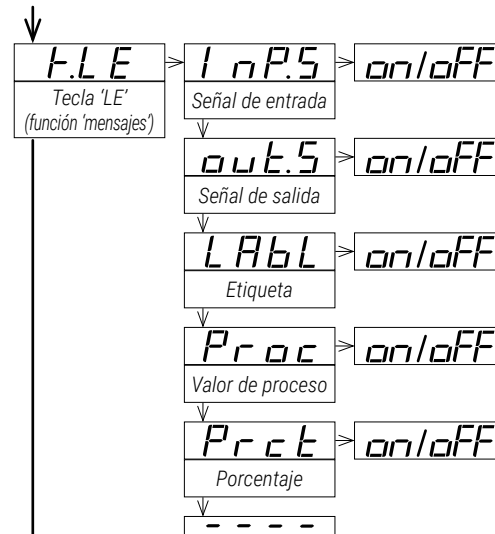 t.LE
Tecla ‘LE’
(función ‘mensajes’)
InP.S
on/oFF
Señal de entrada
out.S
on/oFF
Señal de salida
LAbL
on/oFF
Etiqueta
Proc
on/oFF
Valor de proceso
Prct
on/oFF
Porcentaje
- - - -